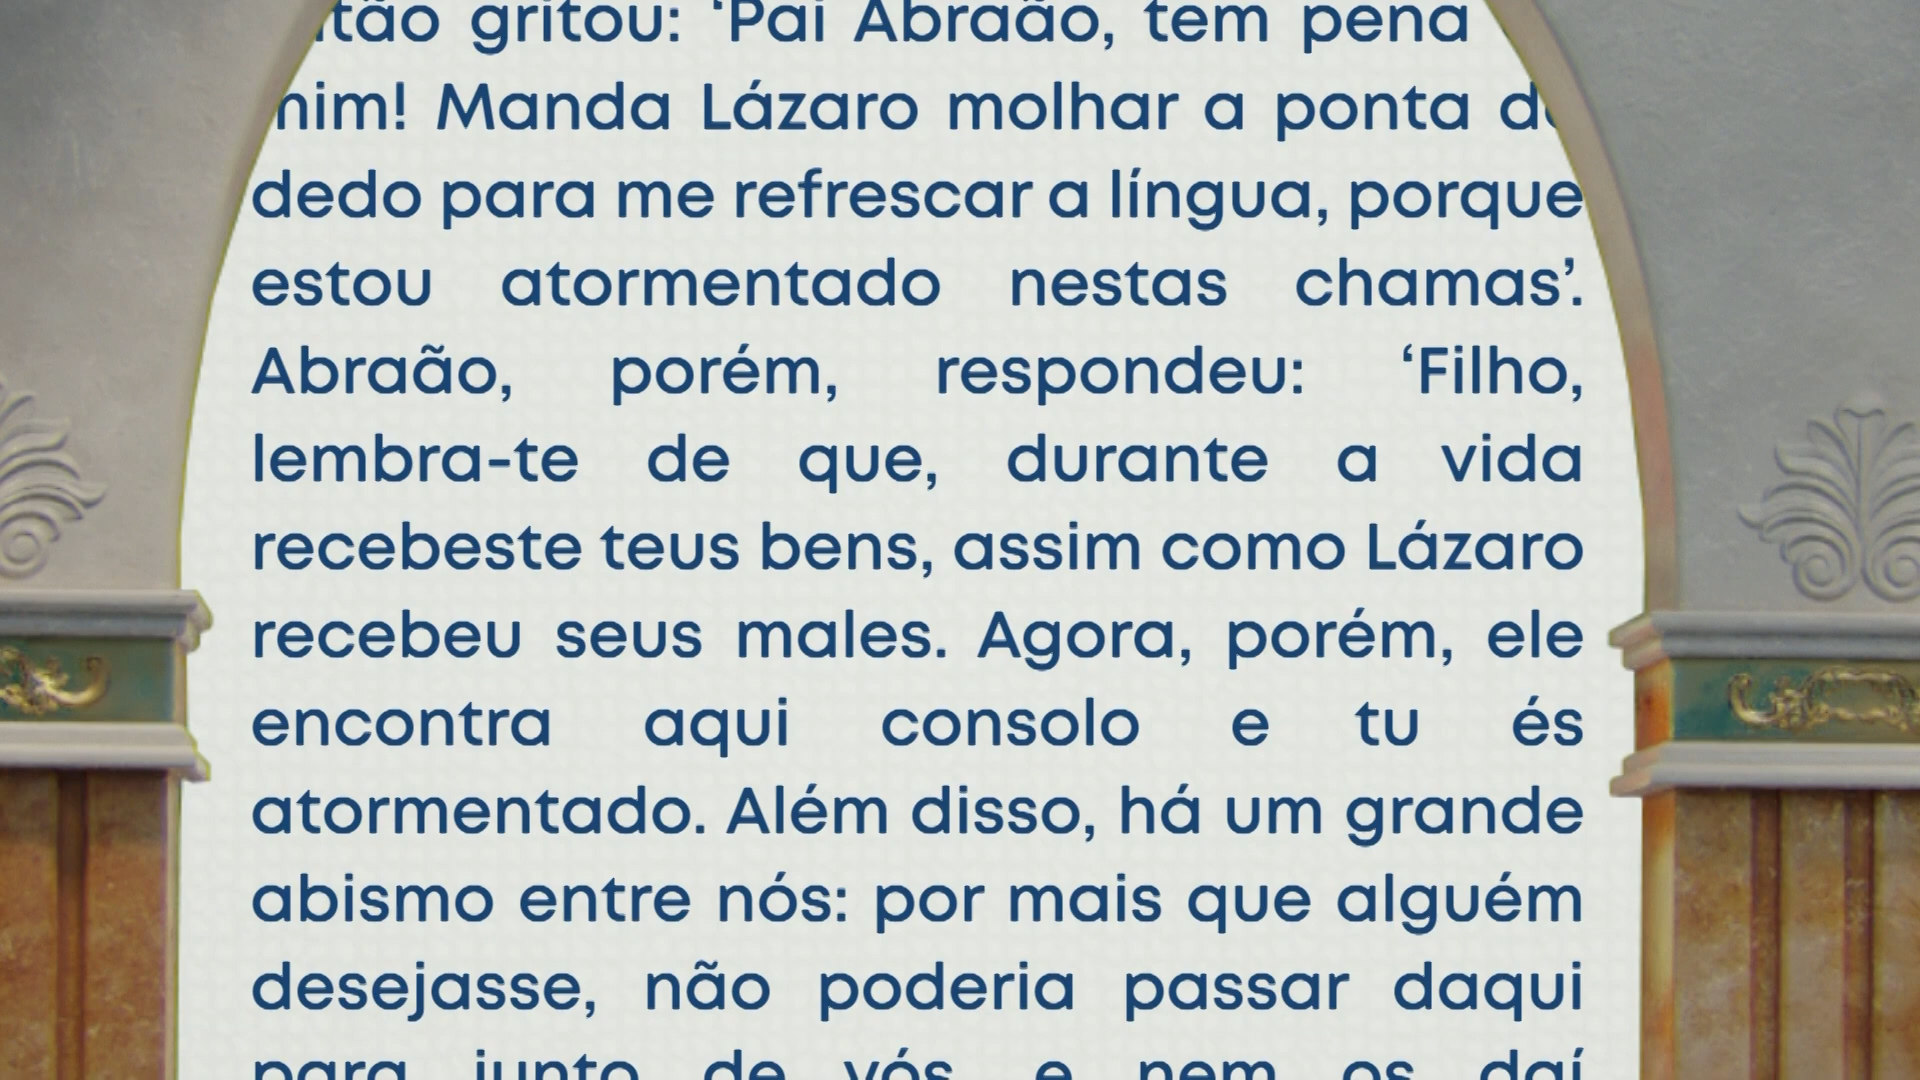 tão gritou: ‘Pai Abraão, tem pena
mim! Manda Lázaro molhar a ponta do
dedo para me refrescar a língua, porque
estou atormentado nestas chamas’.
Abraão, porém, respondeu: ‘Filho,
lembra-te de que, durante a vida
recebeste teus bens, assim como Lázaro
recebeu seus males. Agora, porém, ele
encontra aqui consolo e tu és
atormentado. Além disso, há um grande
abismo entre nós: por mais que alguém
desejasse, não poderia passar daqui
para junto de vós, e nem os daí